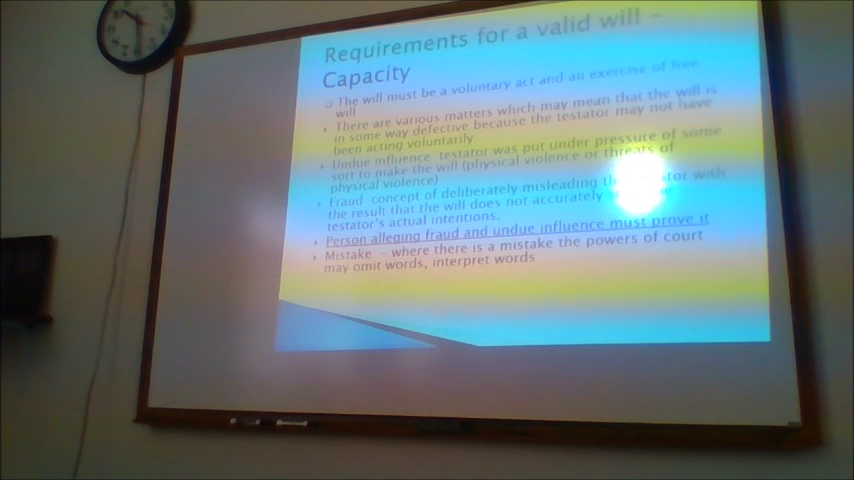 Requirements for a valid will –
Capacity
The will must be a voluntary act and an exercise of free
will
There are various matters which may mean that the will is
in some way defective because the testator may not have
been acting voluntarily
Undue influence testator was put under pressure of some
sort to make the will (physical violence or threats of
physical violence)
Fraud concept of deliberately misleading the testator with
the result that the will does not accurately
testator's actual intentions.
Person alleging fraud and undue influence must prove it
Mistake – where there is a mistake the powers of court
may omit words, interpret words